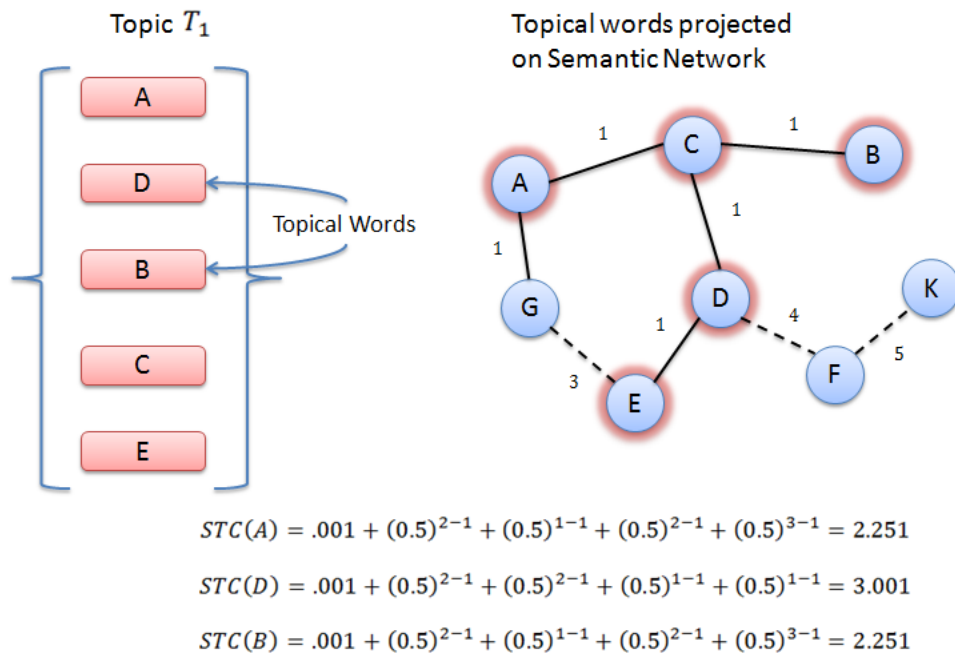 Topic T₁
A
D
B
C
E
Topical Words
Topical words projected
on Semantic Network
1
1
C
B
A
1
1
G
D
K
1
4
5
3
F
E
STC(A) = .001 + (0.5)²⁻¹ + (0.5)¹⁻¹ + (0.5)²⁻¹ + (0.5)³⁻¹ = 2.251
STC(D) = .001 + (0.5)²⁻¹ + (0.5)²⁻¹ + (0.5)¹⁻¹ + (0.5)¹⁻¹ = 3.001
STC(B) = .001 + (0.5)²⁻¹ + (0.5)¹⁻¹ + (0.5)²⁻¹ + (0.5)³⁻¹ = 2.251